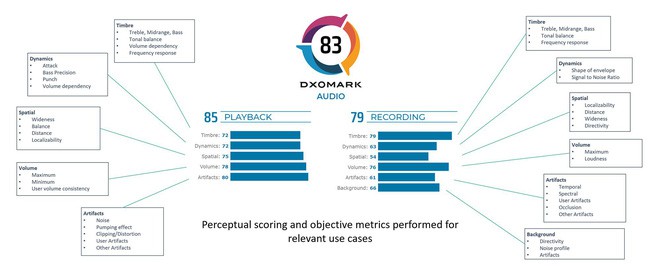 83
DXOMARK
AUDIO
85 PLAYBACK
Timbre: 72
Dynamics: 72
Spatial: 75
Volume: 78
Artifacts: 80
79 RECORDING
Timbre: 79
Dynamics: 63
Spatial: 54
Volume: 76
Artifacts: 61
Background: 66
Timbre
• Treble, Midrange, Bass
• Tonal balance
• Volume dependency
• Frequency response
Dynamics
• Attack
• Bass Precision
• Punch
• Volume dependency
Spatial
• Wideness
• Balance
• Distance
• Localizability
Volume
• Maximum
• Minimum
• User volume consistency
Artifacts
• Noise
• Pumping effect
• Clipping/Distortion
• User Artifacts
• Other Artifacts
Timbre
• Treble, Midrange, Bass
• Tonal balance
• Frequency response
Dynamics
• Shape of envelope
• Signal to Noise Ratio
Spatial
• Localizability
• Distance
• Wideness
• Directivity
Volume
• Maximum
• Loudness
Artifacts
• Temporal
• Spectral
• User Artifacts
• Occlusion
• Other Artifacts
Background
• Directivity
• Noise profile
• Artifacts
Perceptual scoring and objective metrics performed for
relevant use cases